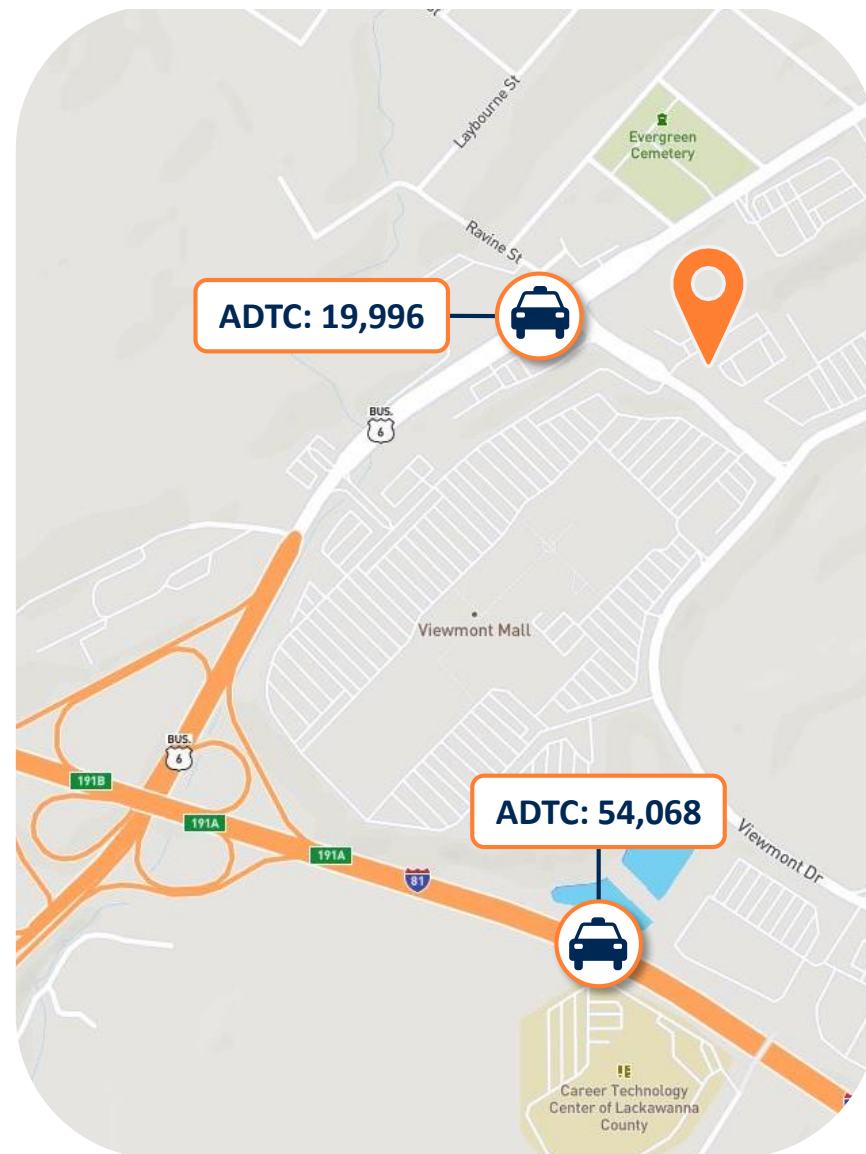 Laybourne St
Evergreen
Cemetery
Ravine St
ADTC: 19,996
BUS.
6
Viewmont Mall
BUS.
6
191B
191A
191A
81
ADTC: 54,068
Viewmont Dr
Career Technology
Center of Lackawanna
County